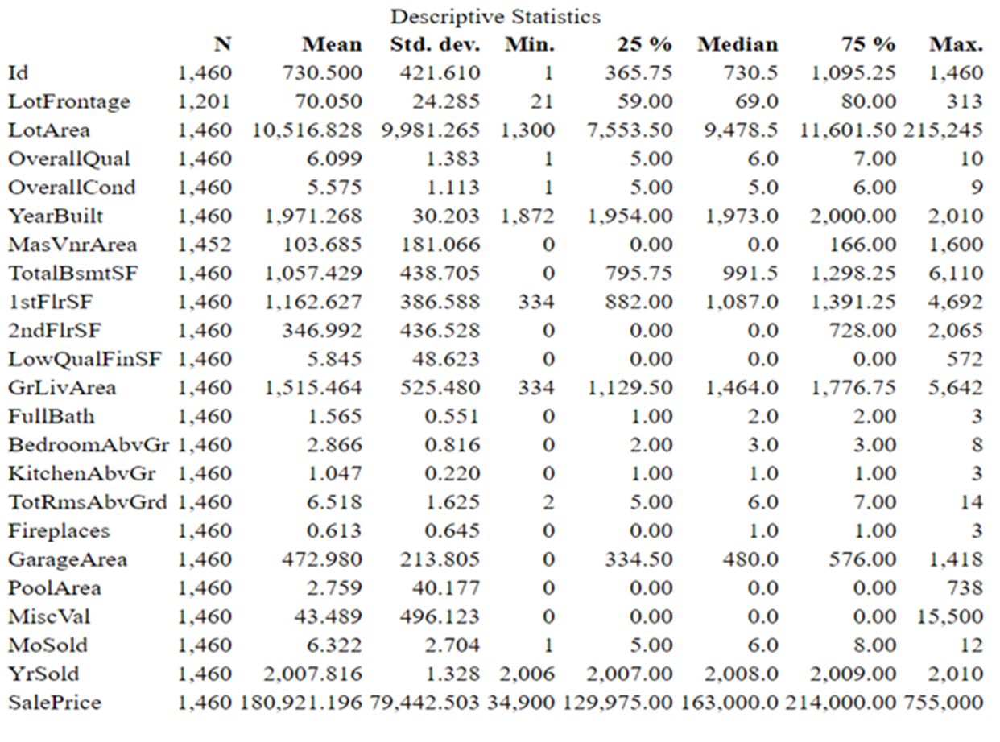 Descriptive Statistics
N Mean Std. dev. Min. 25 % Median 75 % Max.
Id 1,460 730.500 421.610 1 365.75 730.5 1,095.25 1,460
LotFrontage 1,201 70.050 24.285 21 59.00 69.0 80.00 313
LotArea 1,460 10,516.828 9,981.265 1,300 7,553.50 9,478.5 11,601.50 215,245
OverallQual 1,460 6.099 1.383 1 5.00 6.0 7.00 10
OverallCond 1,460 5.575 1.113 1 5.00 5.0 6.00 9
YearBuilt 1,460 1,971.268 30.203 1,872 1,954.00 1,973.0 2,000.00 2,010
MasVnrArea 1,452 103.685 181.066 0 0.00 0.0 166.00 1,600
TotalBsmtSF 1,460 1,057.429 438.705 0 795.75 991.5 1,298.25 6,110
1stFlrSF 1,460 1,162.627 386.588 334 882.00 1,087.0 1,391.25 4,692
2ndFlrSF 1,460 346.992 436.528 0 0.00 0.0 728.00 2,065
LowQualFinSF 1,460 5.845 48.623 0 0.00 0.0 0.00 572
GrLivArea 1,460 1,515.464 525.480 334 1,129.50 1,464.0 1,776.75 5,642
FullBath 1,460 1.565 0.551 0 1.00 2.0 2.00 3
BedroomAbvGr 1,460 2.866 0.816 0 2.00 3.0 3.00 8
KitchenAbvGr 1,460 1.047 0.220 0 1.00 1.0 1.00 3
TotRmsAbvGrd 1,460 6.518 1.625 2 5.00 6.0 7.00 14
Fireplaces 1,460 0.613 0.645 0 0.00 1.0 1.00 3
GarageArea 1,460 472.980 213.805 0 334.50 480.0 576.00 1,418
PoolArea 1,460 2.759 40.177 0 0.00 0.0 0.00 738
MiscVal 1,460 43.489 496.123 0 0.00 0.0 0.00 15,500
MoSold 1,460 6.322 2.704 1 5.00 6.0 8.00 12
YrSold 1,460 2,007.816 1.328 2,006 2,007.00 2,008.0 2,009.00 2,010
SalePrice 1,460 180,921.196 79,442.503 34,900 129,975.00 163,000.0 214,000.00 755,000